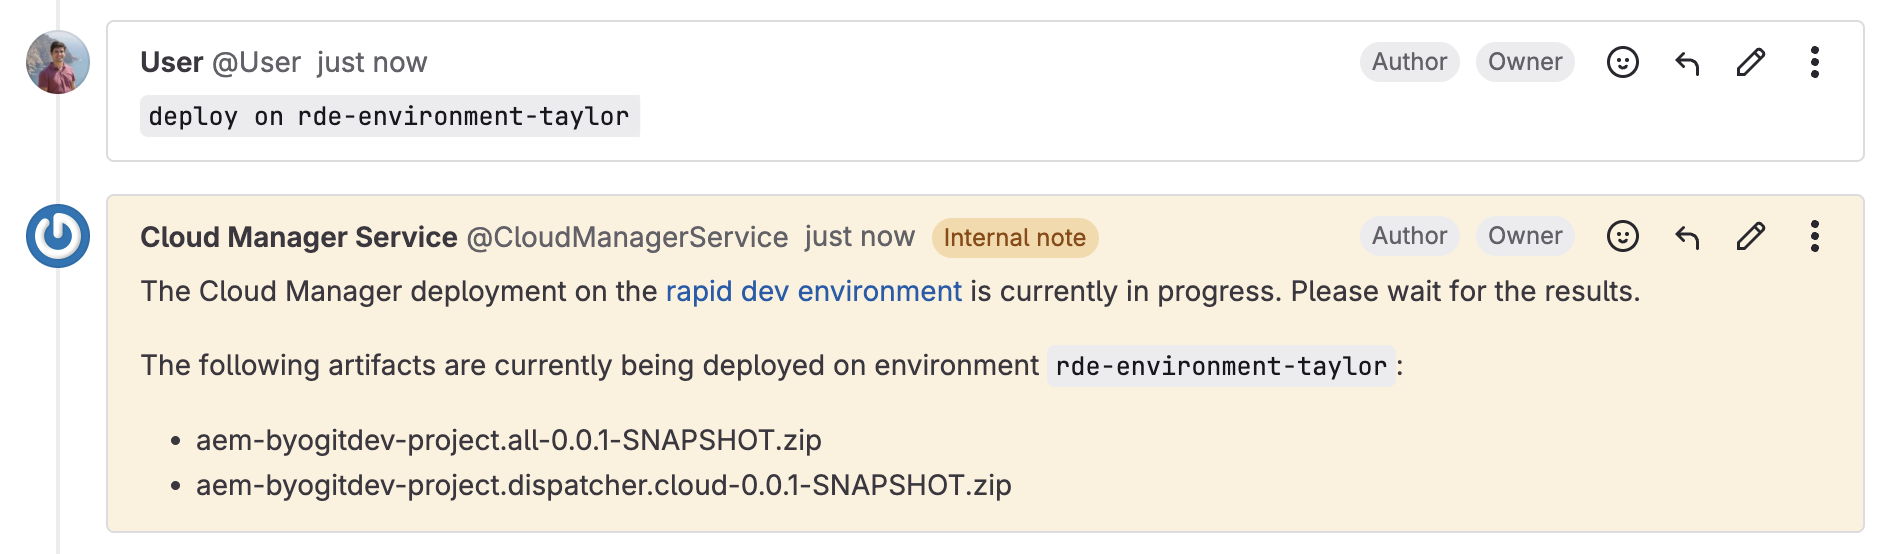 User @User just now Author Owner
deploy on rde-environment-taylor
Cloud Manager Service @CloudManagerService just now Internal note Author Owner
The Cloud Manager deployment on the rapid dev environment is currently in progress. Please wait for the results.
The following artifacts are currently being deployed on environment rde-environment-taylor:
• aem-byogitdev-project.all-0.0.1-SNAPSHOT.zip
• aem-byogitdev-project.dispatcher.cloud-0.0.1-SNAPSHOT.zip